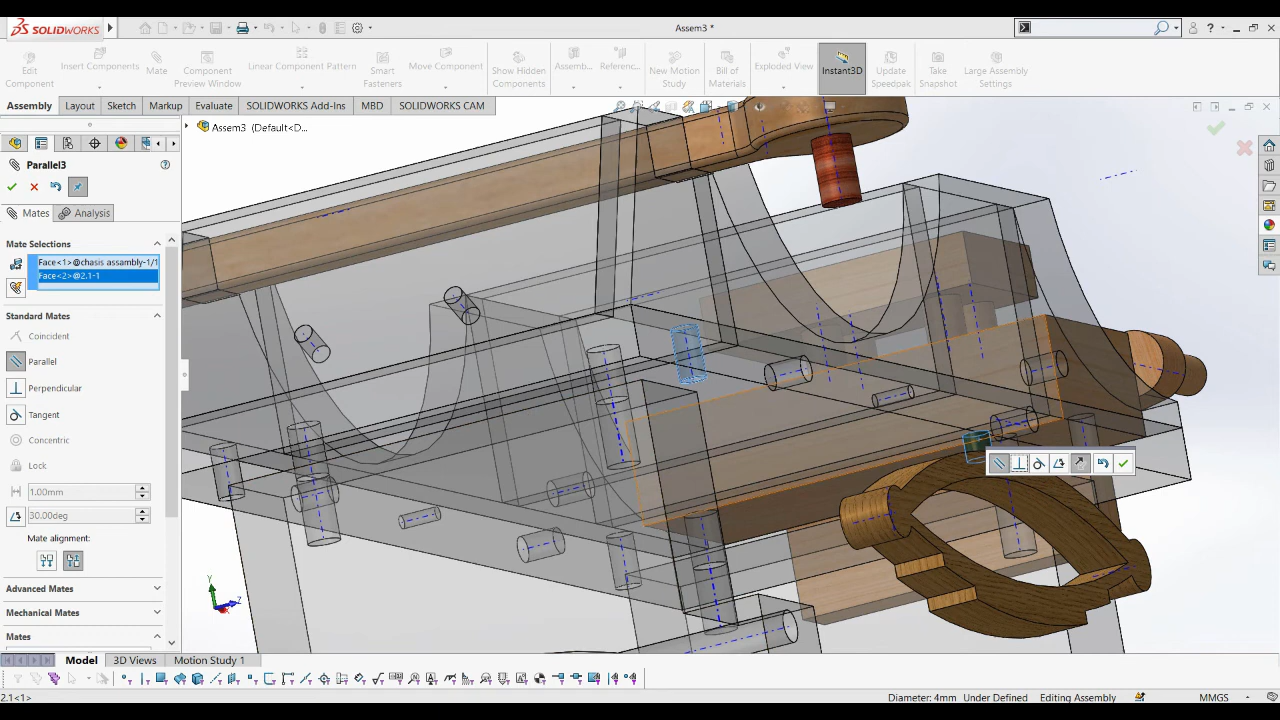 SOLIDWORKS
Assem3 *
?
Edit Component
Insert Components
Mate
Component Preview Window
Linear Component Pattern
Smart Fasteners
Move Component
Show Hidden Components
Assemb...
Referenc...
New Motion Study
Bill of Materials
Exploded View
Instant3D
Update Speedpak
Take Snapshot
Large Assembly Settings
Assembly
Layout
Sketch
Markup
Evaluate
SOLIDWORKS Add-Ins
MBD
SOLIDWORKS CAM
Assem3 (Default<D...
Parallel3
Mates
Analysis
Mate Selections
Face<1>@chasis assambly-1/1
Face<2>@2.1-1
Standard Mates
Coincident
Parallel
Perpendicular
Tangent
Concentric
Lock
1.00mm
30.00deg
Mate alignment:
Advanced Mates
Mechanical Mates
Mates
Y
Z
Model
3D Views
Motion Study 1
2.1<1>
Diameter: 4mm
Under Defined
Editing Assembly
MMGS